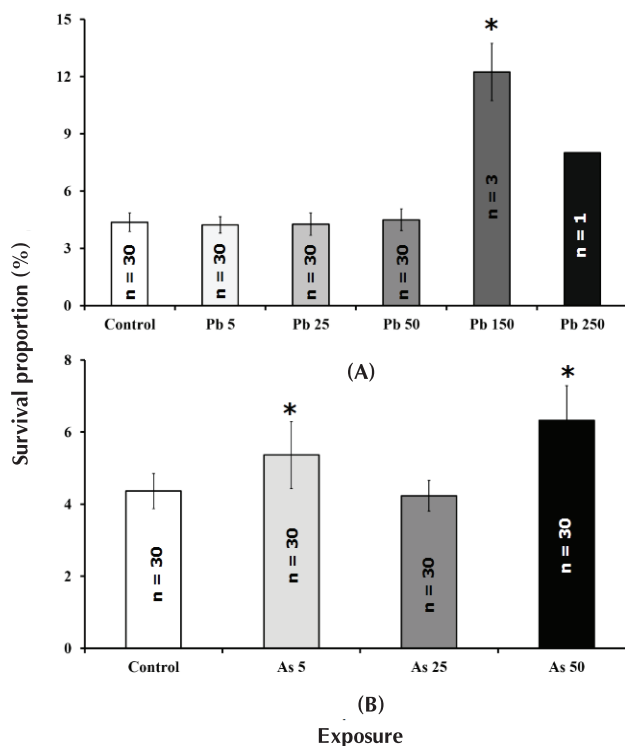 Survival proportion (%)
15
12
9
6
3
0
*
n = 30
n = 30
n = 30
n = 30
n = 3
n = 1
Control Pb 5 Pb 25 Pb 50 Pb 150 Pb 250
(A)
8
6
4
2
0
*
*
n = 30
n = 30
n = 30
n = 30
Control As 5 As 25 As 50
(B)
Exposure